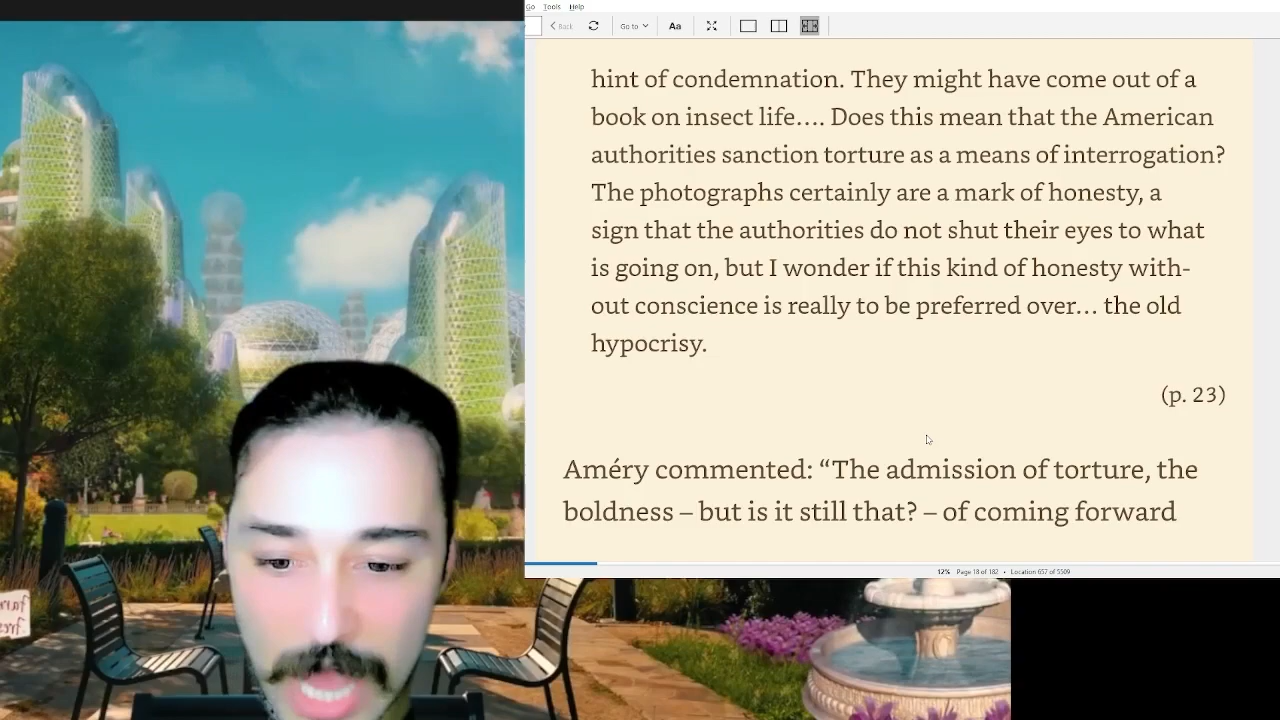 Go Tools Help
Back
Go to
Aa
hint of condemnation. They might have come out of a
book on insect life.… Does this mean that the American
authorities sanction torture as a means of interrogation?
The photographs certainly are a mark of honesty, a
sign that the authorities do not shut their eyes to what
is going on, but I wonder if this kind of honesty with-
out conscience is really to be preferred over… the old
hypocrisy.
(p. 23)
Améry commented: “The admission of torture, the
boldness – but is it still that? – of coming forward
12% Page 18 of 182 • Location 657 of 5509